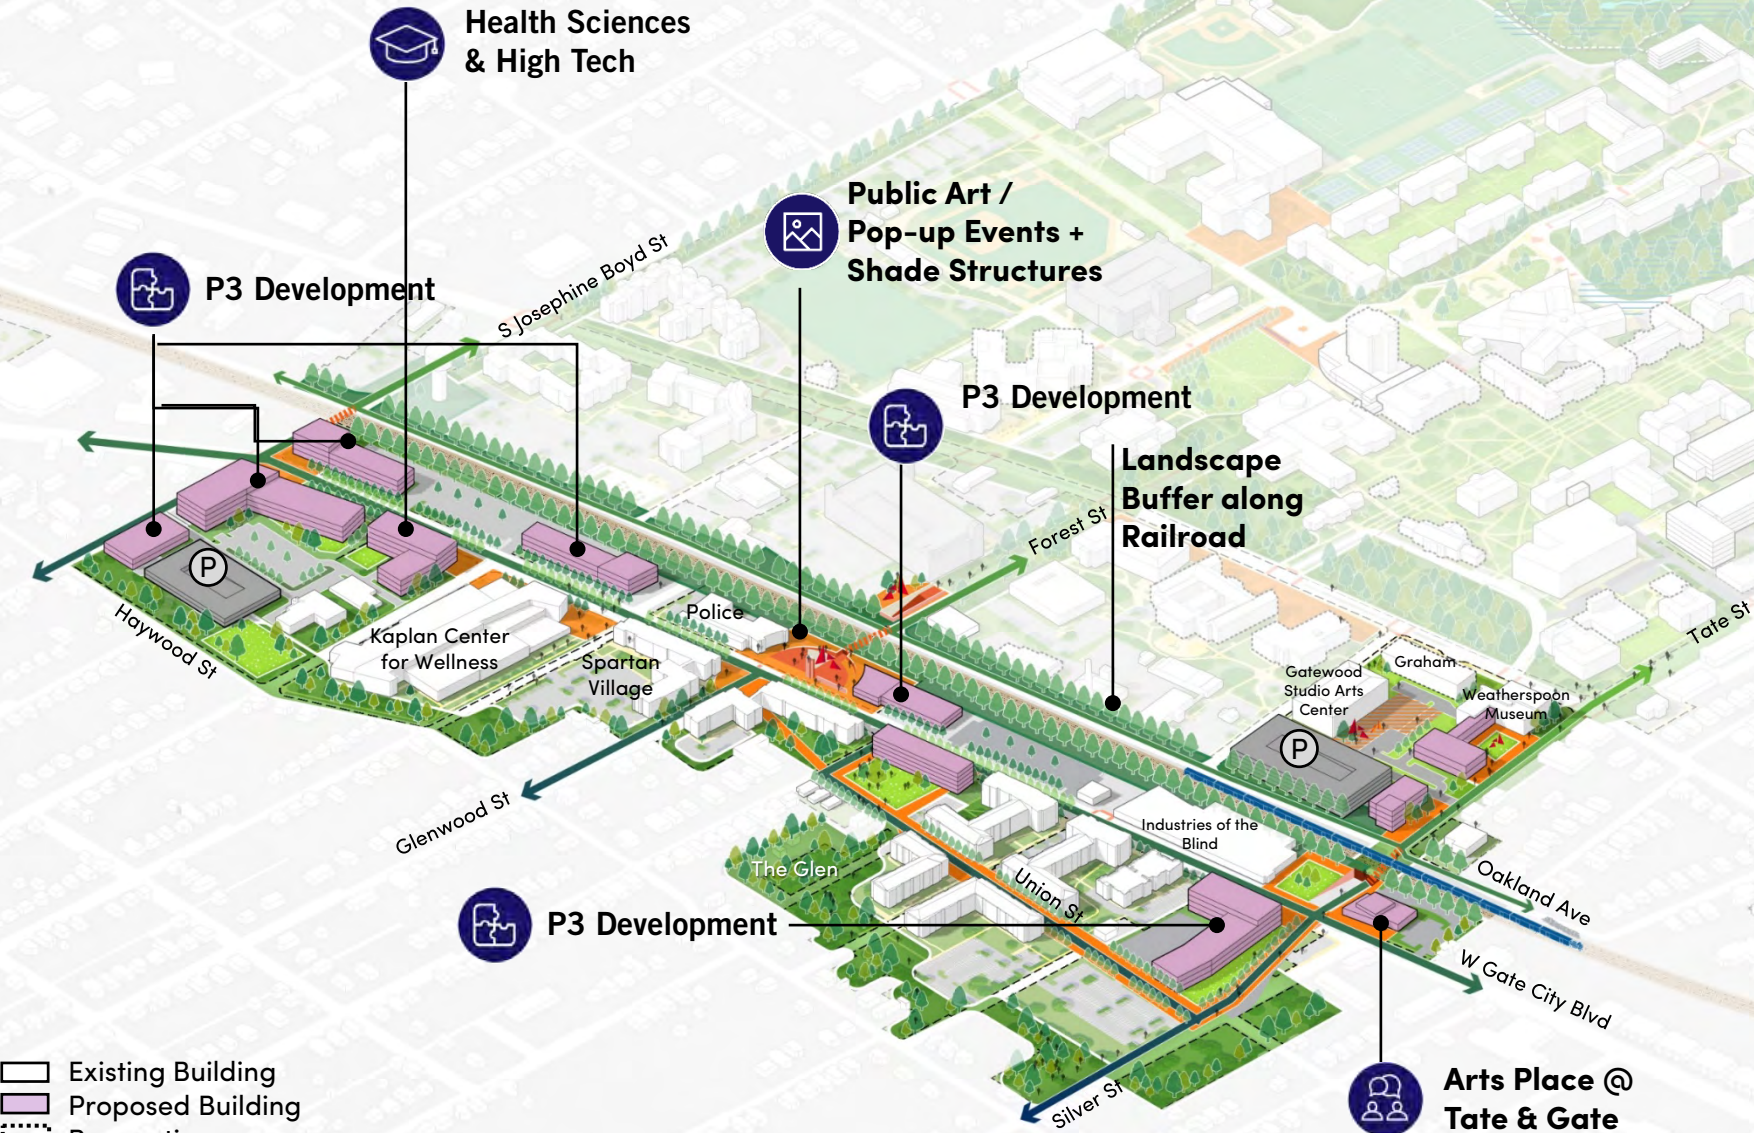 Health Sciences
& High Tech
Public Art /
Pop-up Events +
Shade Structures
S Josephine Boyd St
P3 Development
P3 Development
Landscape
Buffer along
Railroad
Forest St
P
Haywood St
Kaplan Center
for Wellness
Police
Spartan
Village
Tate St
Graham
Gatewood
Studio Arts
Center
Weatherspoon
Museum
P
Glenwood St
Industries of the
Blind
The Glen
Union St
Oakland Ave
P3 Development
W Gate City Blvd
Silver St
Existing Building
Proposed Building
Arts Place @
Tate & Gate